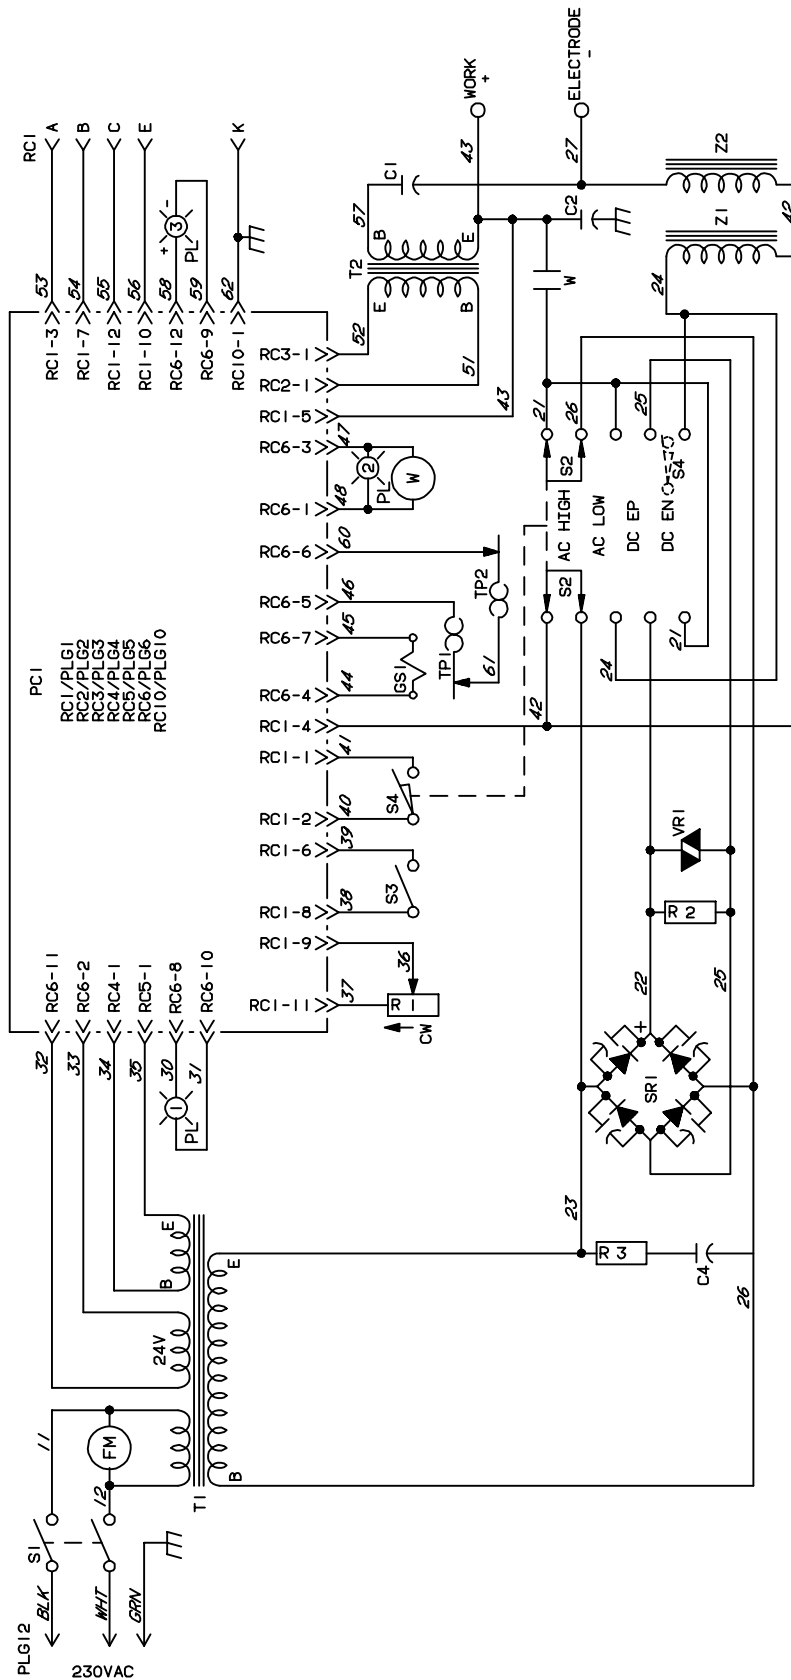 PLG12
230VAC
BLK
WHT
GRN
S1
11
12
FM
T1
24V
B
E
B
E
32
33
34
35
30
31
PL
1
RC6-11
RC6-2
RC4-1
RC5-1
RC6-8
RC6-10
PC1
RC1/PLG1
RC2/PLG2
RC3/PLG3
RC4/PLG4
RC5/PLG5
RC6/PLG6
RC10/PLG10
RC1-11
RC1-9
RC1-8
RC1-6
RC1-2
RC1-1
RC1-4
RC6-4
RC6-7
RC6-5
RC6-6
RC6-1
RC6-3
RC1-5
RC2-1
RC3-1
37
36
38
39
40
41
42
44
45
46
60
48
47
43
51
52
R1
CW
S3
S4
GS1
TP1
61
TP2
PL
2
W
RC1-3
RC1-7
RC1-12
RC1-10
RC6-12
RC6-9
RC10-1
53
54
55
56
58
59
62
+
-
3
PL
RC1
A
B
C
E
K
T2
E
B
B
E
57
C1
43
WORK
+
27
ELECTRODE
-
C2
W
Z1
Z2
24
42
21
26
25
S2
S2
AC HIGH
AC LOW
DC EP
DC EN
S4
24
21
23
R3
C4
26
SR1
+
22
25
R2
VR1